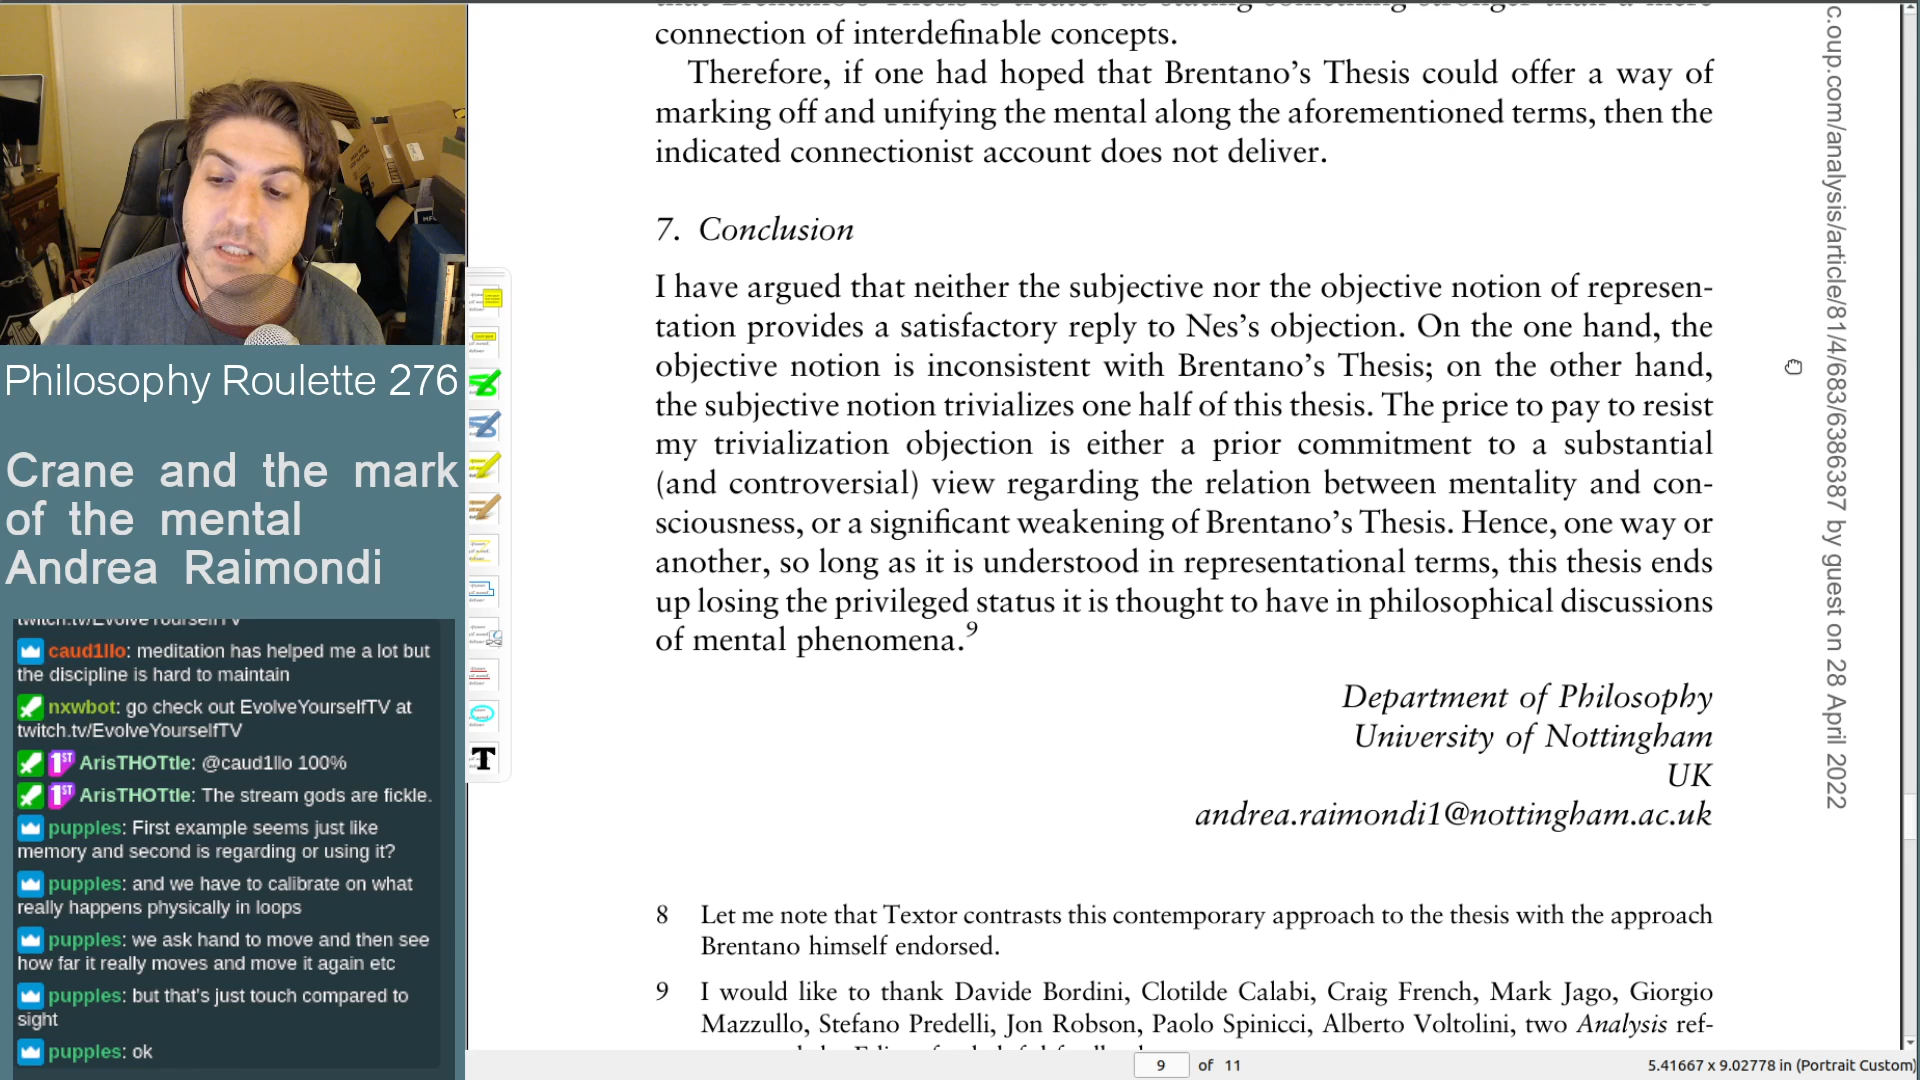 connection of interdefinable concepts.
Therefore, if one had hoped that Brentano’s Thesis could offer a way of
marking off and unifying the mental along the aforementioned terms, then the
indicated connectionist account does not deliver.
7. Conclusion
I have argued that neither the subjective nor the objective notion of represen-
tation provides a satisfactory reply to Nes’s objection. On the one hand, the
objective notion is inconsistent with Brentano’s Thesis; on the other hand,
the subjective notion trivializes one half of this thesis. The price to pay to resist
my trivialization objection is either a prior commitment to a substantial
(and controversial) view regarding the relation between mentality and con-
sciousness, or a significant weakening of Brentano’s Thesis. Hence, one way or
another, so long as it is understood in representational terms, this thesis ends
up losing the privileged status it is thought to have in philosophical discussions
of mental phenomena.9
Department of Philosophy
University of Nottingham
UK
andrea.raimondi1@nottingham.ac.uk
8 Let me note that Textor contrasts this contemporary approach to the thesis with the approach
Brentano himself endorsed.
9 I would like to thank Davide Bordini, Clotilde Calabi, Craig French, Mark Jago, Giorgio
Mazzullo, Stefano Predelli, Jon Robson, Paolo Spinicci, Alberto Voltolini, two Analysis ref-
c.oup.com/analysis/article/81/4/683/6386387 by guest on 28 April 2022
9 of 11
5.41667 x 9.02778 in (Portrait Custom)
T
Philosophy Roulette 276
Crane and the mark
of the mental
Andrea Raimondi
twitch.tv/EvolveYourselfTV
caud1llo: meditation has helped me a lot but
the discipline is hard to maintain
nxwbot: go check out EvolveYourselfTV at
twitch.tv/EvolveYourselfTV
1ST ArisTHOTtle: @caud1llo 100%
1ST ArisTHOTtle: The stream gods are fickle.
pupples: First example seems just like
memory and second is regarding or using it?
pupples: and we have to calibrate on what
really happens physically in loops
pupples: we ask hand to move and then see
how far it really moves and move it again etc
pupples: but that's just touch compared to
sight
pupples: ok